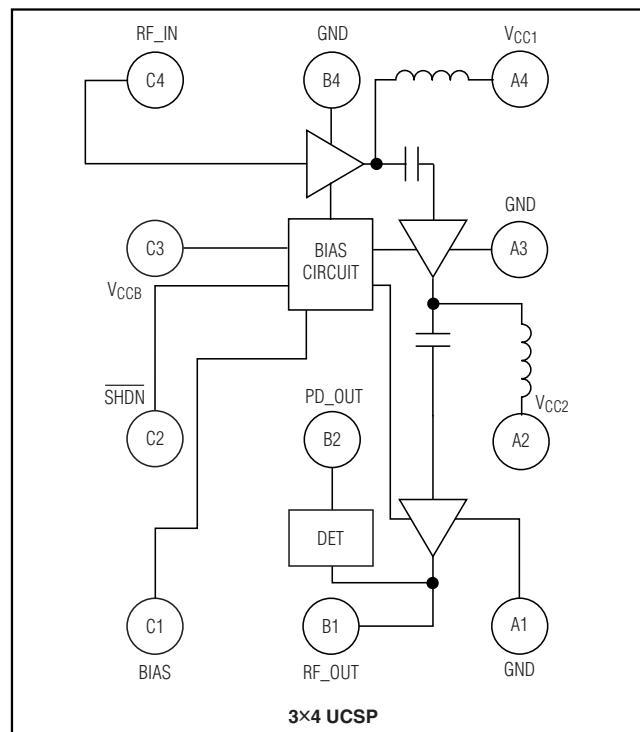 RF_IN
GND
VCC1
C4
B4
A4
GND
C3
BIAS
CIRCUIT
A3
VCCB
SHDN
PD_OUT
VCC2
C2
B2
A2
DET
C1
B1
A1
BIAS
RF_OUT
GND
3×4 UCSP